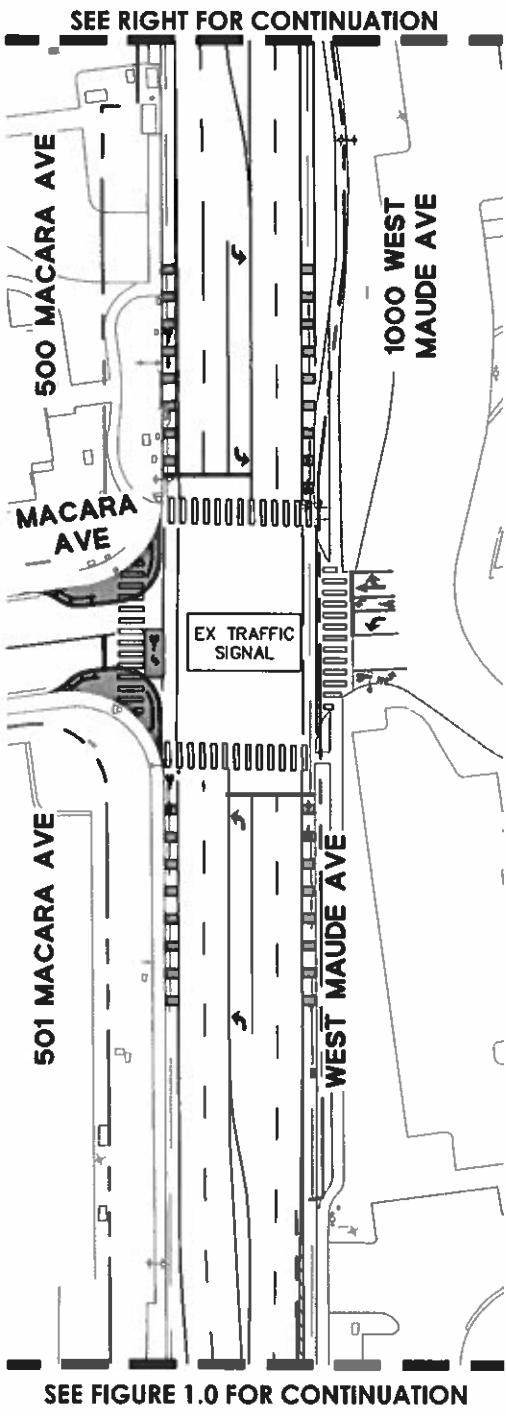 SEE RIGHT FOR CONTINUATION
500 MACARA AVE
1000 WEST
MAUDE AVE
MACARA
AVE
EX TRAFFIC
SIGNAL
501 MACARA AVE
WEST MAUDE AVE
SEE FIGURE 1.0 FOR CONTINUATION